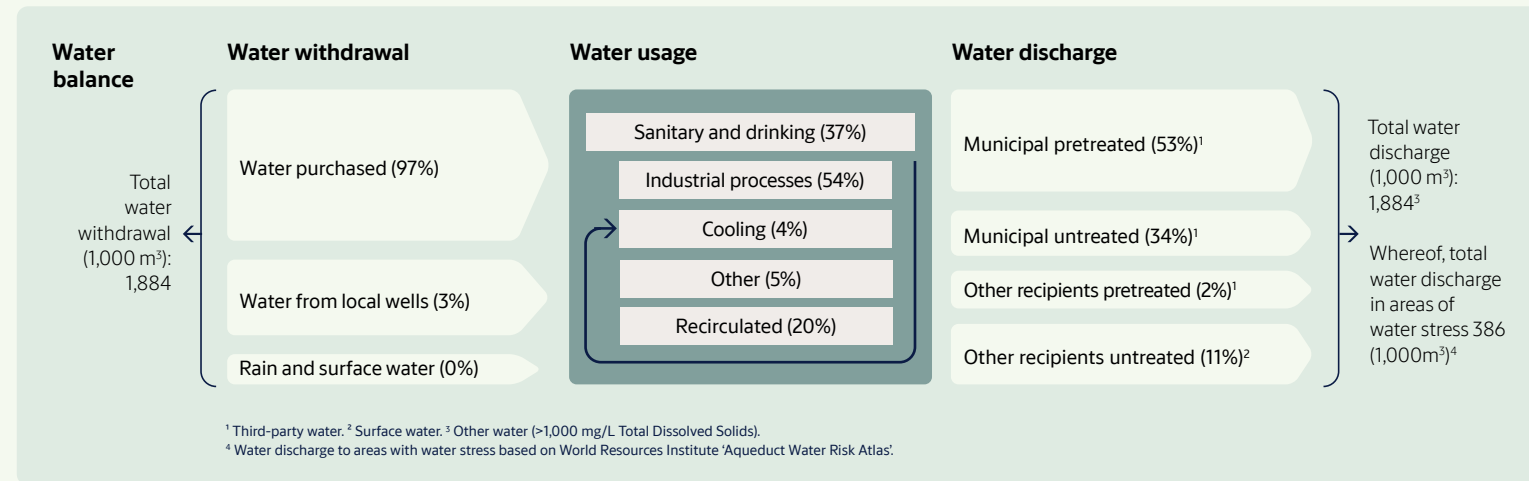 Water
balance
Water withdrawal
Water usage
Water discharge
Total
water
withdrawal
(1,000 m³):
1,884
Water purchased (97%)
Water from local wells (3%)
Rain and surface water (0%)
Sanitary and drinking (37%)
Industrial processes (54%)
Cooling (4%)
Other (5%)
Recirculated (20%)
Municipal pretreated (53%)¹
Municipal untreated (34%)¹
Other recipients pretreated (2%)¹
Other recipients untreated (11%)²
Total water
discharge
(1,000 m³):
1,884³
Whereof, total
water discharge
in areas of
water stress 386
(1,000m³)⁴
¹ Third-party water. ² Surface water. ³ Other water (>1,000 mg/L Total Dissolved Solids).
⁴ Water discharge to areas with water stress based on World Resources Institute ‘Aqueduct Water Risk Atlas’.